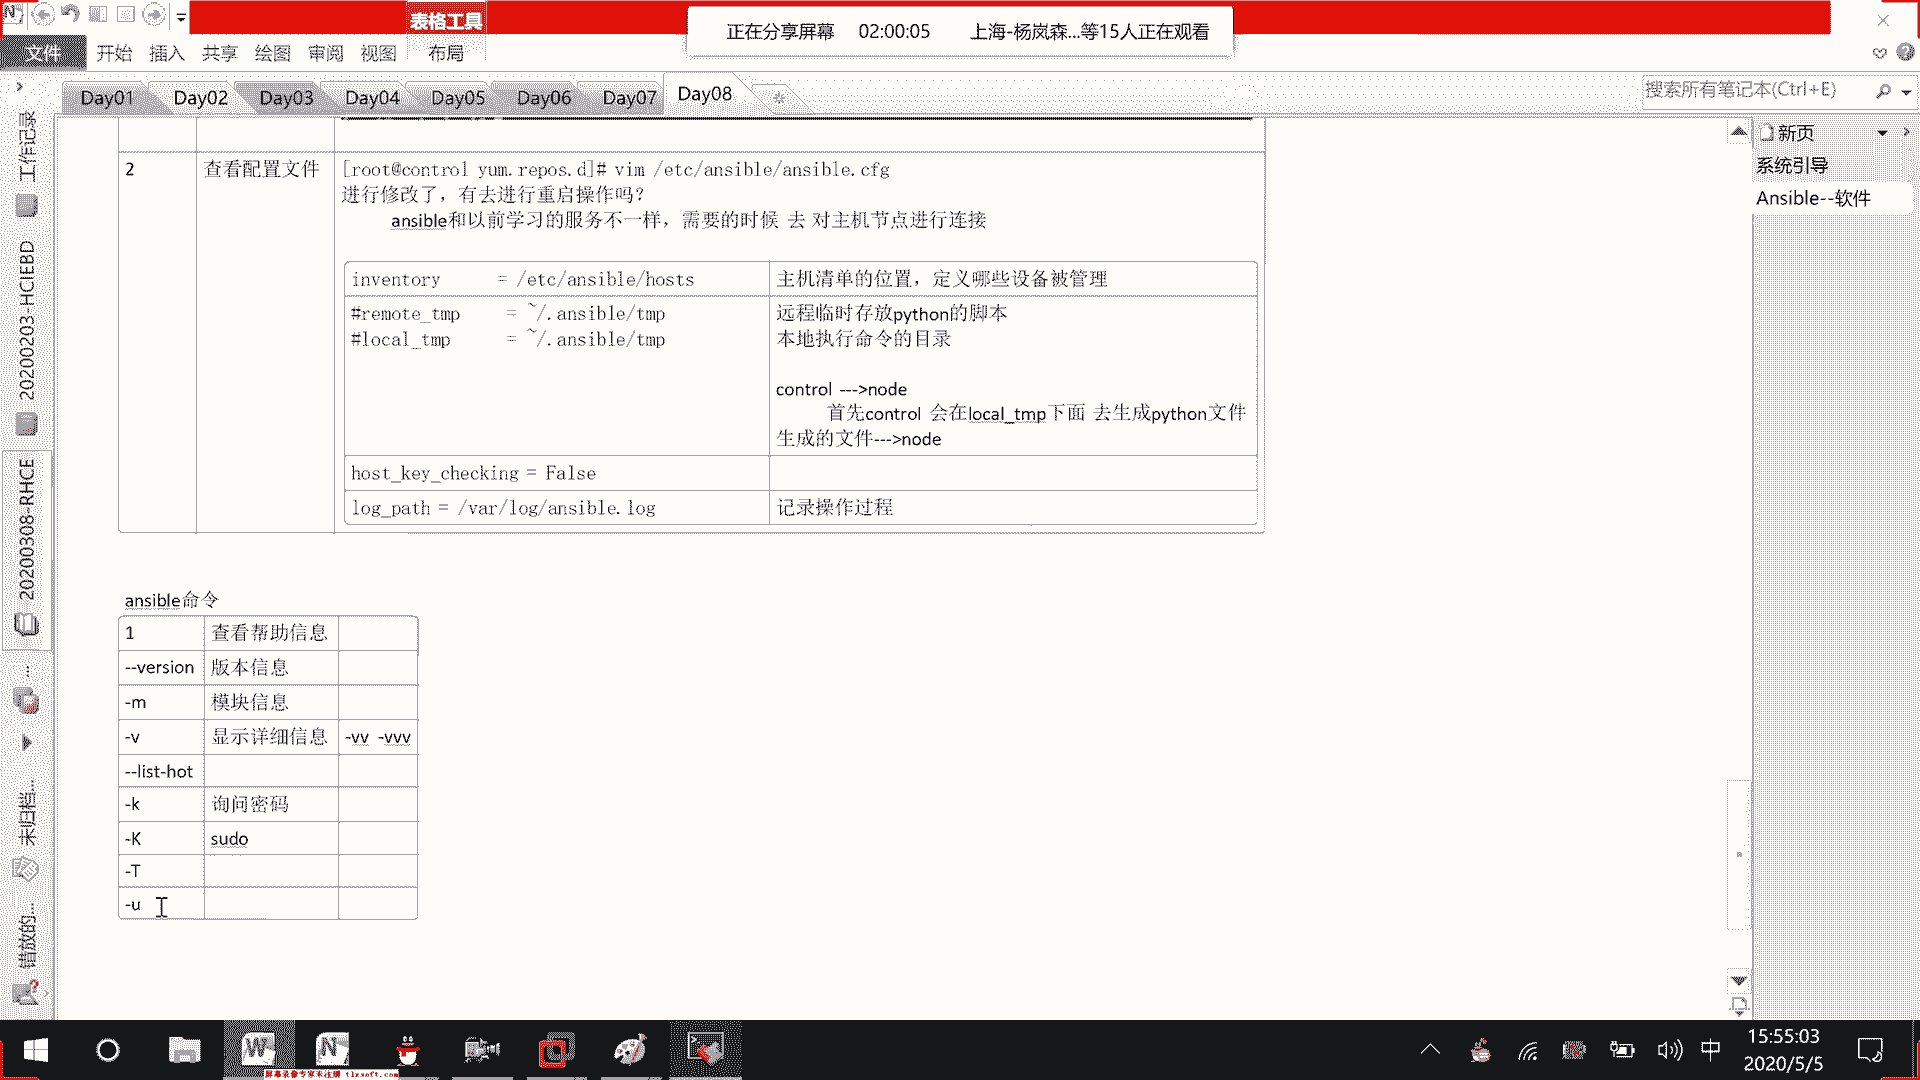 表格工具
正在分享屏幕 02:00:05 上海-杨岚森...等15人正在观看
文件 开始 插入 共享 绘图 审阅 视图 布局
Day01 Day02 Day03 Day04 Day05 Day06 Day07 Day08
搜索所有笔记本(Ctrl+E)
工作记录
20200203-HCIEBD
20200308-RHCE
...
未归档...
错放的...
新页
系统引导
Ansible--软件
2 查看配置文件 [root@control yum.repos.d]# vim /etc/ansible/ansible.cfg
进行修改了，有去进行重启操作吗？
ansible和以前学习的服务不一样，需要的时候 去 对主机节点进行连接
inventory = /etc/ansible/hosts 主机清单的位置，定义哪些设备被管理
#remote_tmp = ~/.ansible/tmp 远程临时存放python的脚本
#local_tmp = ~/.ansible/tmp 本地执行命令的目录
control --->node
首先control 会在local_tmp下面 去生成python文件
生成的文件--->node
host_key_checking = False
log_path = /var/log/ansible.log 记录操作过程
ansible命令
1 查看帮助信息
--version 版本信息
-m 模块信息
-v 显示详细信息 -vv -vvv
--list-hot
-k 询问密码
-K sudo
-T
-u
屏幕录像专家未注册 tlxsoft.com
中
15:55:03
2020/5/5